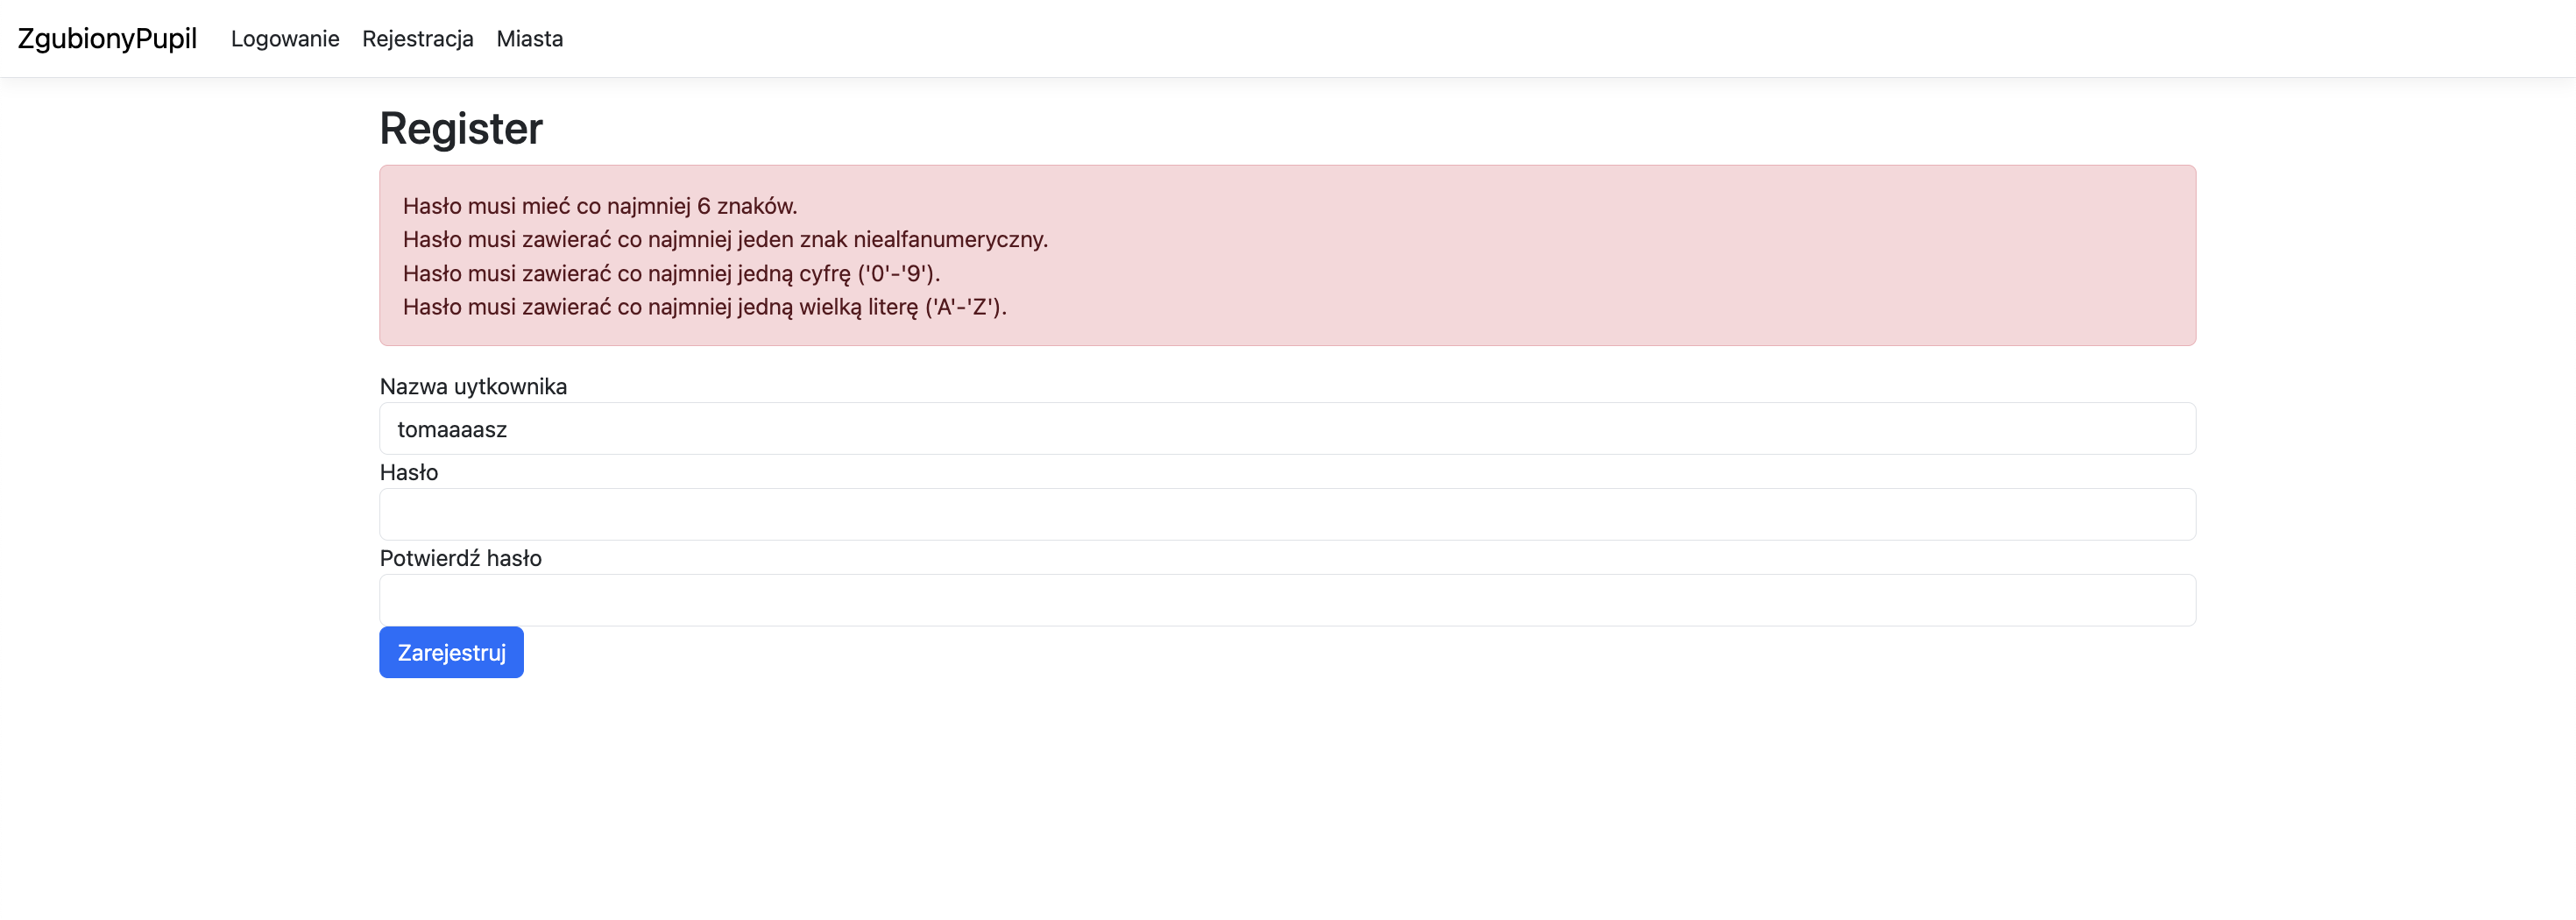 ZgubionyPupil Logowanie Rejestracja Miasta
Register
Hasło musi mieć co najmniej 6 znaków.
Hasło musi zawierać co najmniej jeden znak niealfanumeryczny.
Hasło musi zawierać co najmniej jedną cyfrę ('0'-'9').
Hasło musi zawierać co najmniej jedną wielką literę ('A'-'Z').
Nazwa uytkownika
tomaaaasz
Hasło
Potwierdź hasło
Zarejestruj